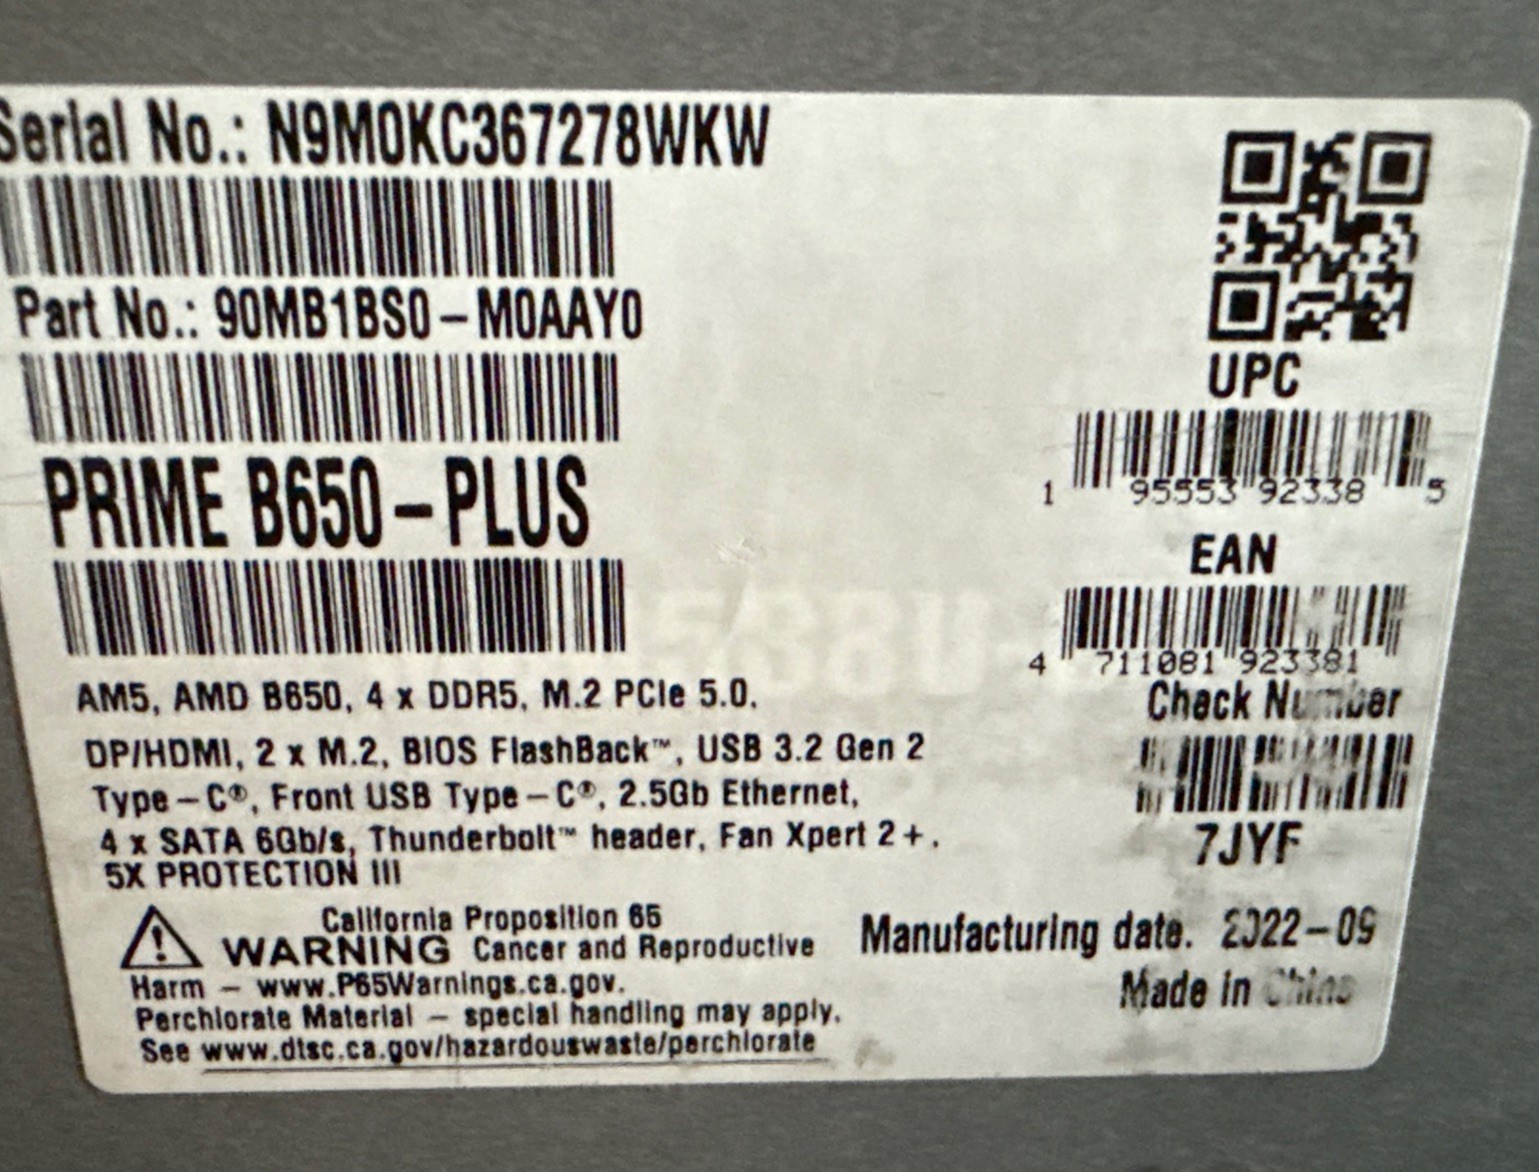 Serial No.: N9M0KC367278WKW
Part No.: 90MB1BS0-M0AAY0
UPC
1 95553 92338 5
PRIME B650-PLUS
EAN
4 711081 923381
Check Number
7JYF
AM5, AMD B650, 4 x DDR5, M.2 PCIe 5.0,
DP/HDMI, 2 x M.2, BIOS FlashBack™, USB 3.2 Gen 2
Type-C®, Front USB Type-C®, 2.5Gb Ethernet,
4 x SATA 6Gb/s, Thunderbolt™ header, Fan Xpert 2+,
5X PROTECTION III
California Proposition 65
WARNING Cancer and Reproductive
Harm - www.P65Warnings.ca.gov.
Perchlorate Material - special handling may apply.
See www.dtsc.ca.gov/hazardouswaste/perchlorate
Manufacturing date. 2022-09
Made in China